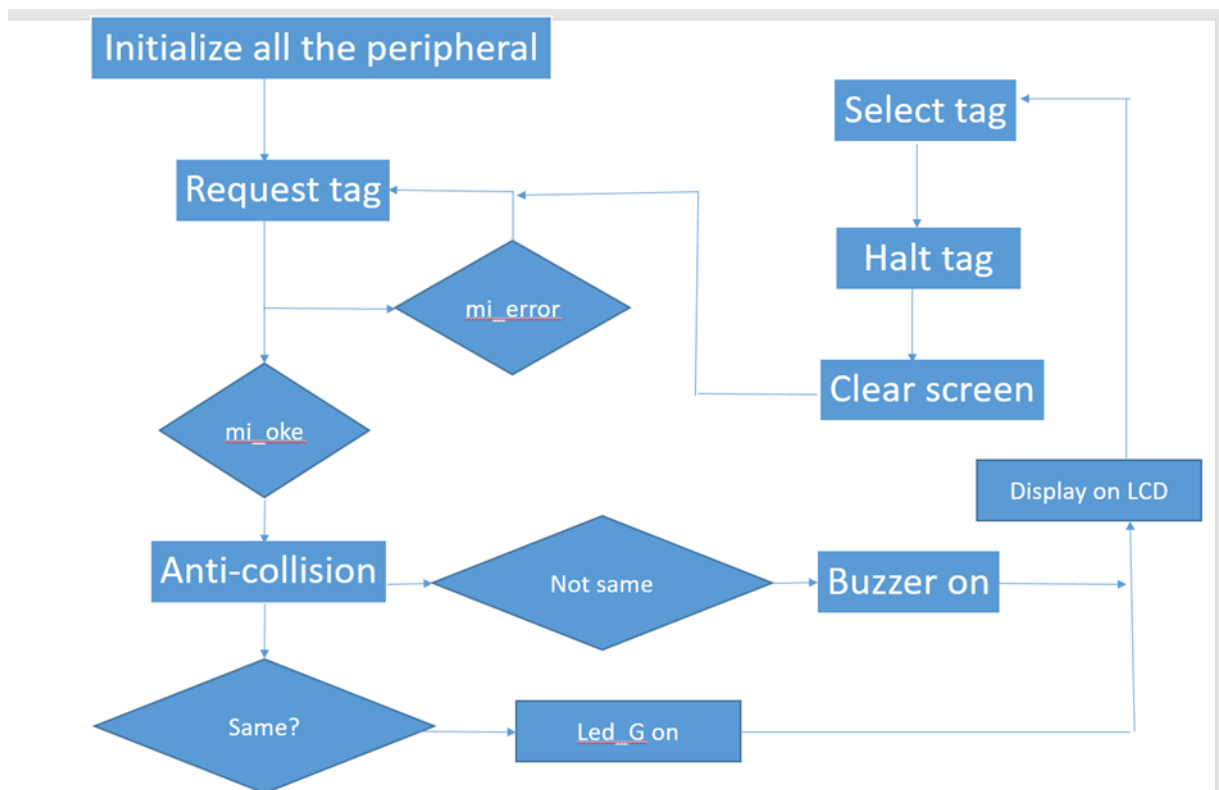 Initialize all the peripheral
Select tag
Request tag
Halt tag
mi_error
Clear screen
mi_oke
Display on LCD
Anti-collision
Not same
Buzzer on
Same?
Led_G on